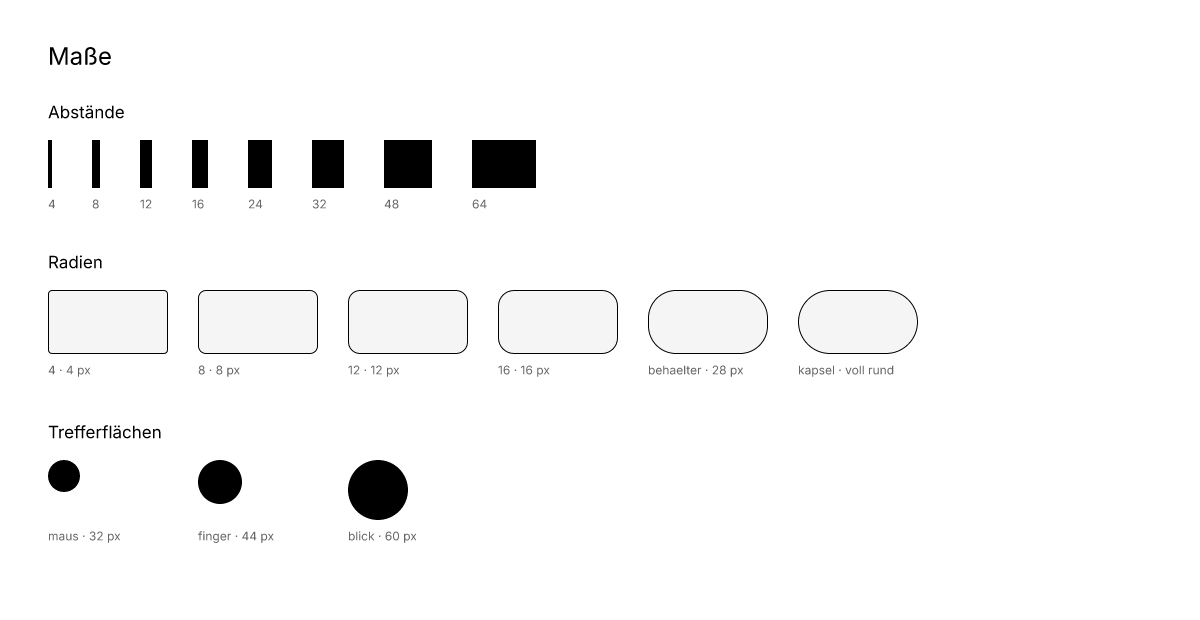 Maße
Abstände
4 8 12 16 24 32 48 64
Radien
4 · 4 px 8 · 8 px 12 · 12 px 16 · 16 px behaelter · 28 px kapsel · voll rund
Trefferflächen
maus · 32 px finger · 44 px blick · 60 px